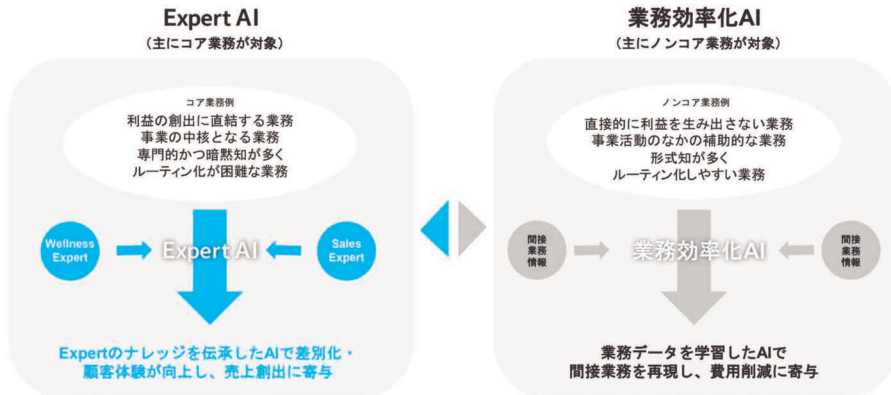 Expert AI
(主にコア業務が対象)
コア業務例
利益の創出に直結する業務
事業の中核となる業務
専門的かつ暗黙知が多く
ルーティン化が困難な業務
Wellness
Expert
Expert AI
Sales
Expert
Expertのナレッジを伝承したAIで差別化・
顧客体験が向上し、売上創出に寄与
業務効率化AI
(主にノンコア業務が対象)
ノンコア業務例
直接的に利益を生み出さない業務
事業活動のなかの補助的な業務
形式知が多く
ルーティン化しやすい業務
間接
業務
情報
業務効率化AI
間接
業務
情報
業務データを学習したAIで
間接業務を再現し、費用削減に寄与